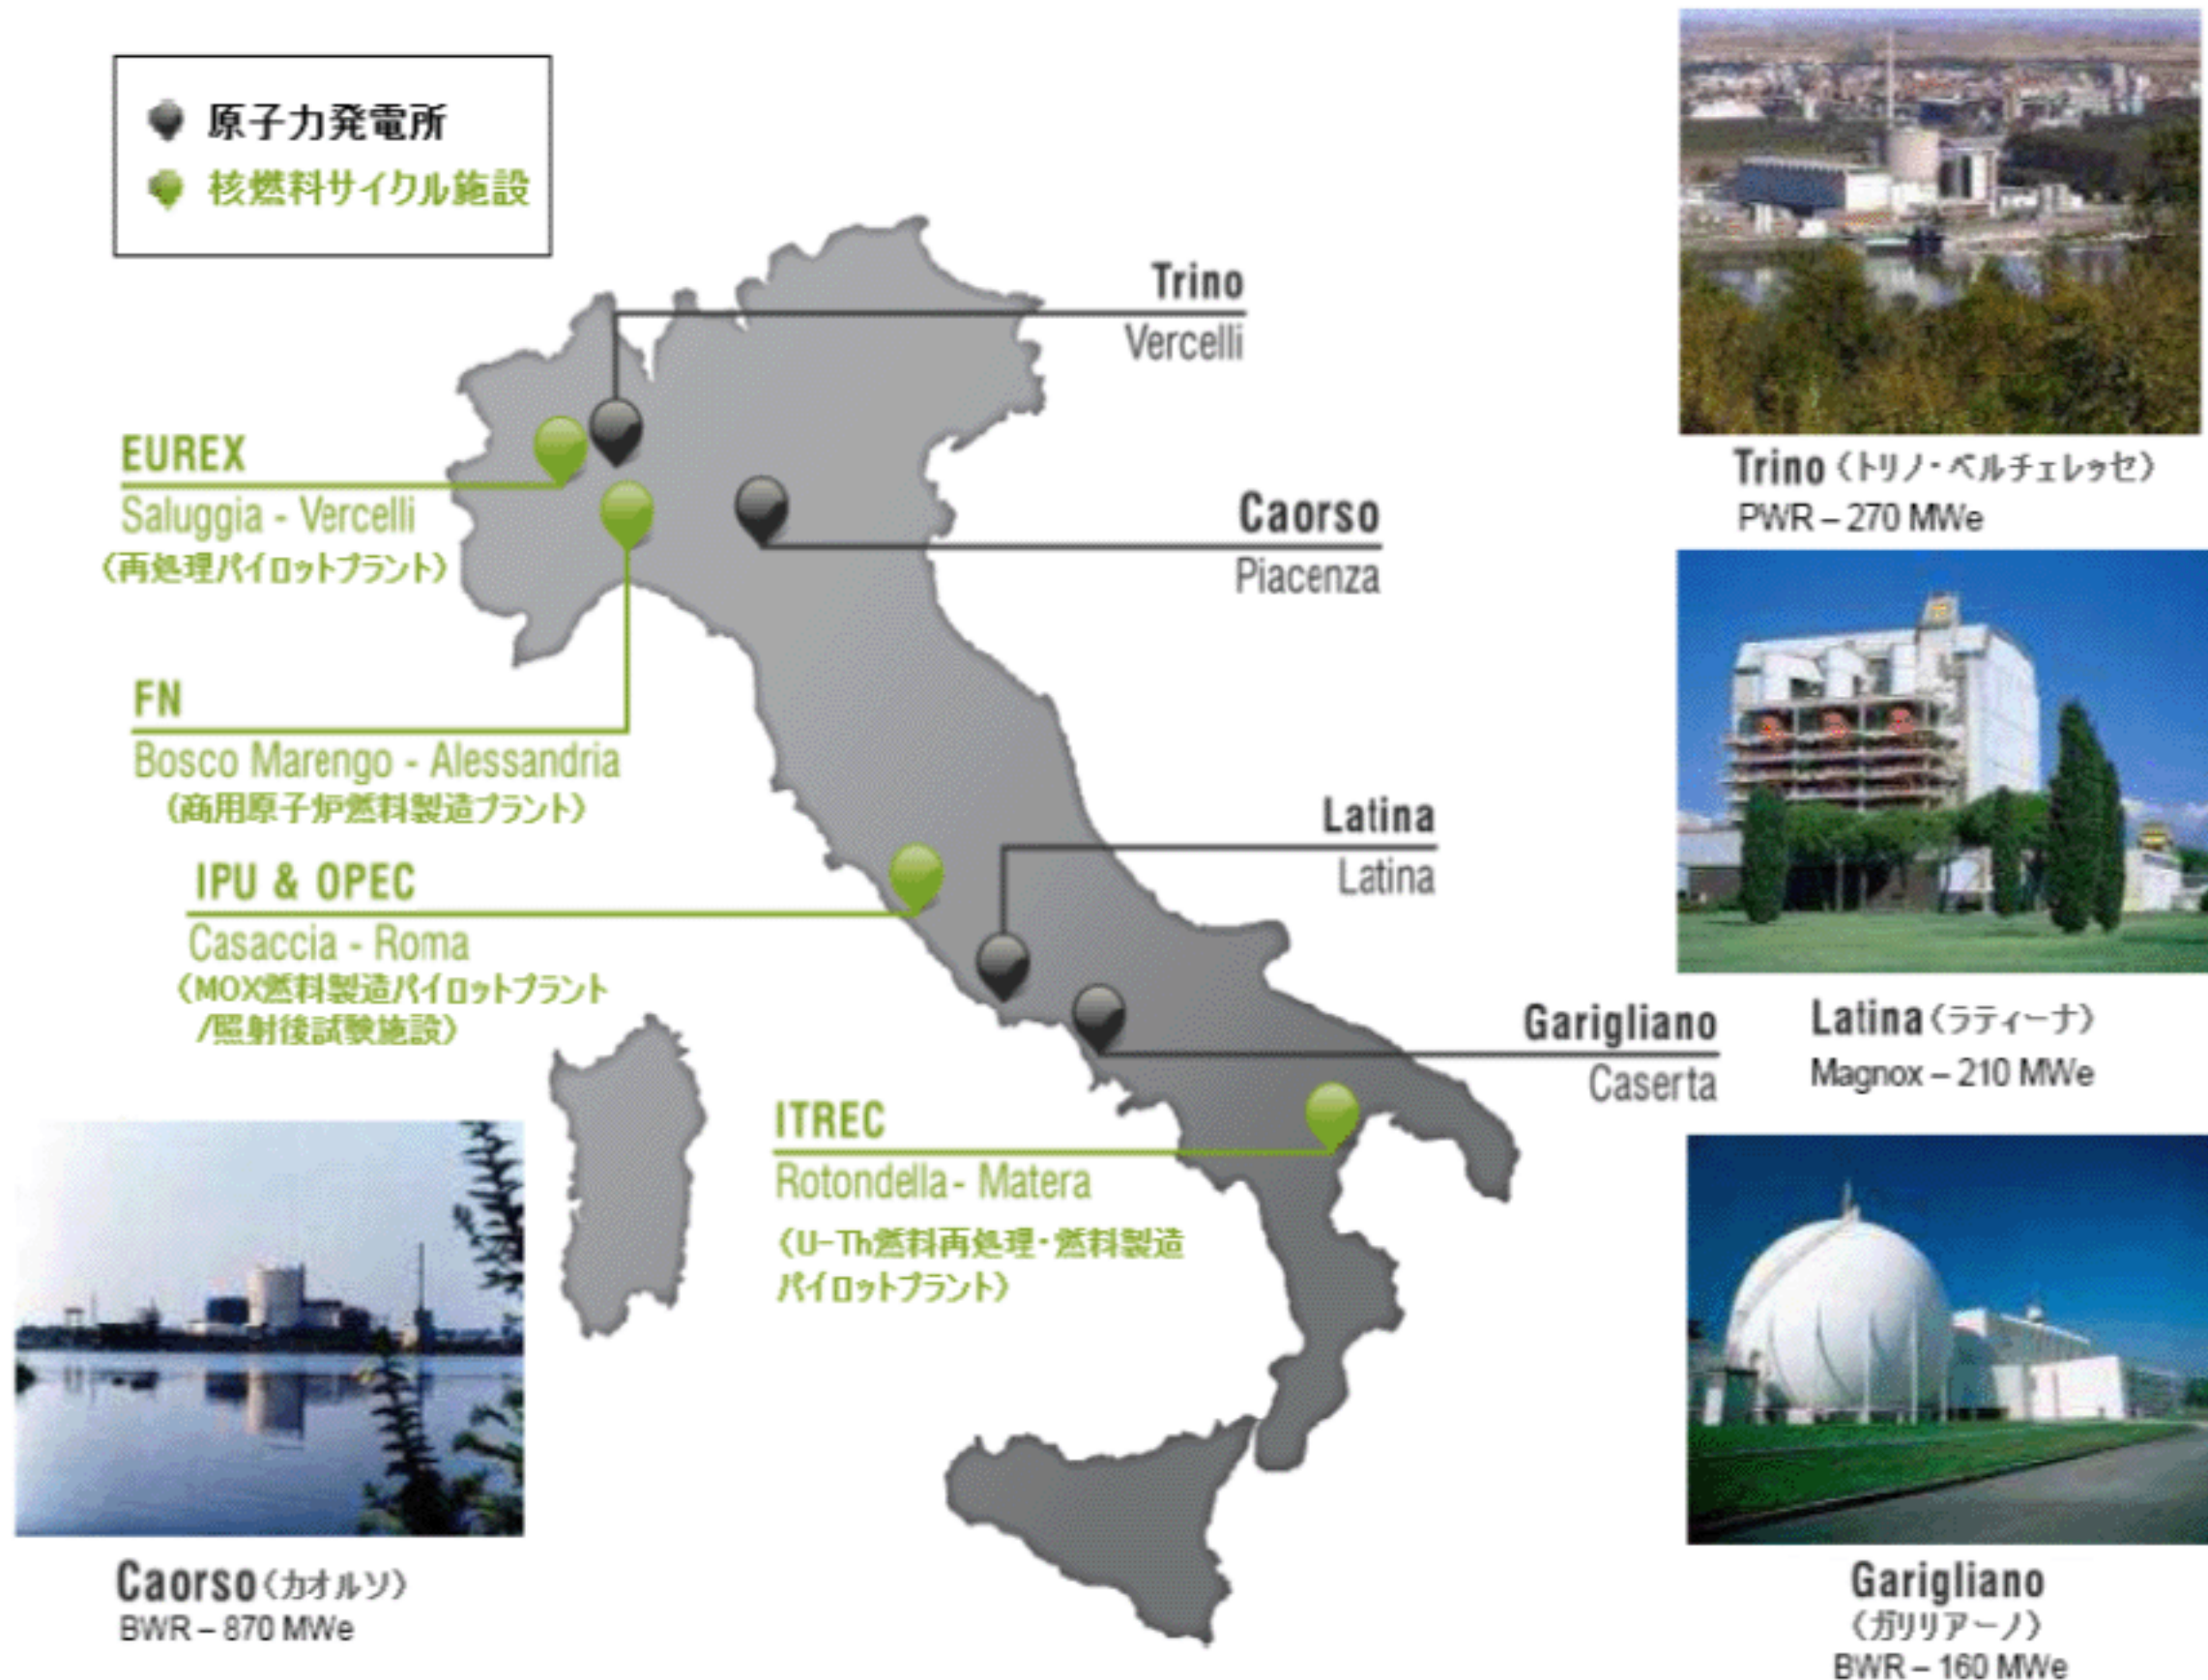 原子力発電所
核燃料サイクル施設
Trino
Vercelli
EUREX
Saluggia - Vercelli
(再処理パイロットプラント)
Caorso
Piacenza
FN
Bosco Marengo - Alessandria
(商用原子炉燃料製造プラント)
IPU & OPEC
Casaccia - Roma
(MOX燃料製造パイロットプラント
/照射後試験施設)
Latina
Latina
Garigliano
Caserta
ITREC
Rotondella - Matera
(U-Th燃料再処理・燃料製造
パイロットプラント)
Trino (トリノ・ベルチェレッセ)
PWR – 270 MWe
Latina (ラティーナ)
Magnox – 210 MWe
Caorso (カオルソ)
BWR – 870 MWe
Garigliano
(ガリリアーノ)
BWR – 160 MWe